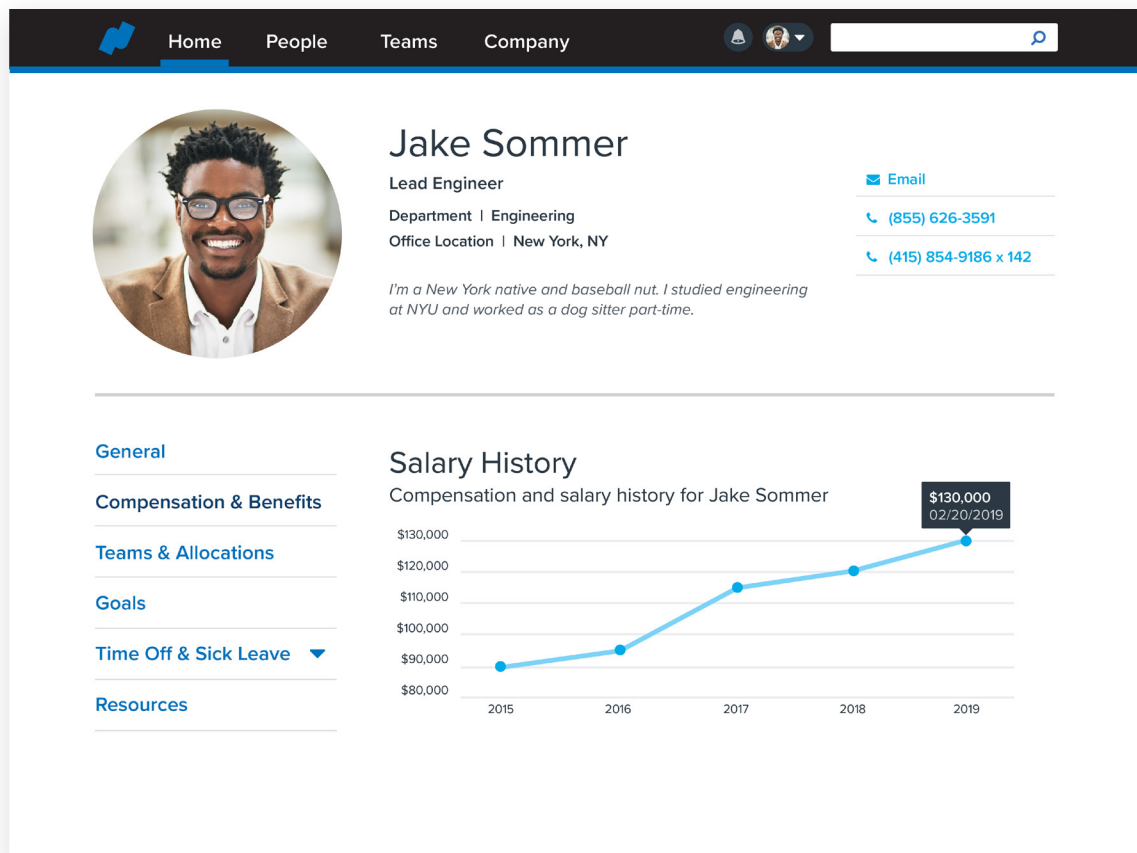 Home People Teams Company
Jake Sommer
Lead Engineer
Department | Engineering
Office Location | New York, NY
I'm a New York native and baseball nut. I studied engineering
at NYU and worked as a dog sitter part-time.
Email
(855) 626-3591
(415) 854-9186 x 142
General
Compensation & Benefits
Teams & Allocations
Goals
Time Off & Sick Leave
Resources
Salary History
Compensation and salary history for Jake Sommer
$130,000
02/20/2019
$130,000
$120,000
$110,000
$100,000
$90,000
$80,000
2015 2016 2017 2018 2019